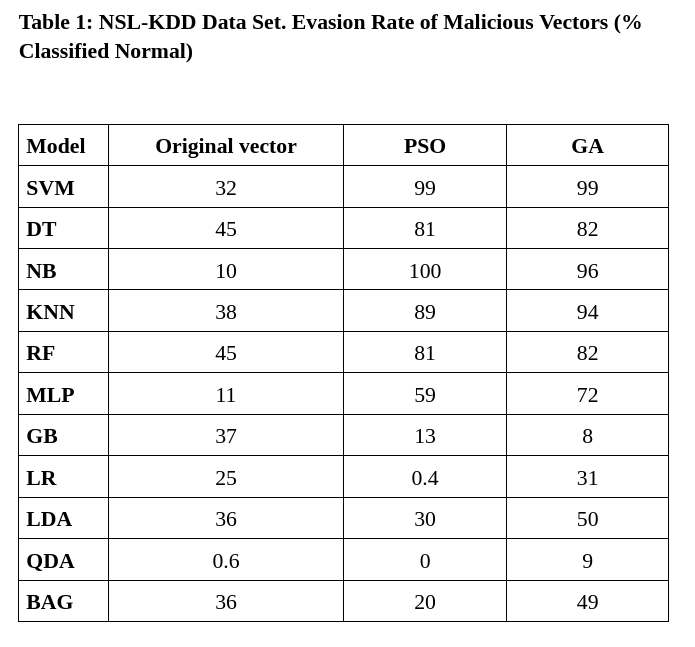 Table 1: NSL-KDD Data Set. Evasion Rate of Malicious Vectors (%
Classified Normal)
Model Original vector PSO GA
SVM 32 99 99
DT 45 81 82
NB 10 100 96
KNN 38 89 94
RF 45 81 82
MLP 11 59 72
GB 37 13 8
LR 25 0.4 31
LDA 36 30 50
QDA 0.6 0 9
BAG 36 20 49